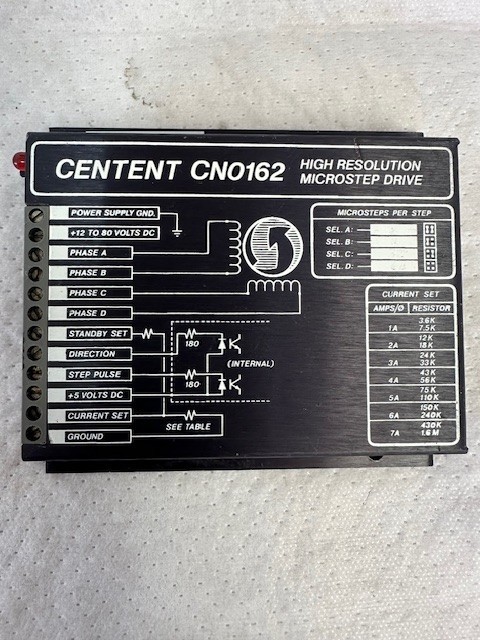 CENTENT CNO162
HIGH RESOLUTION
MICROSTEP DRIVE
POWER SUPPLY GND.
+12 TO 80 VOLTS DC
PHASE A
PHASE B
PHASE C
PHASE D
STANDBY SET
DIRECTION
STEP PULSE
+5 VOLTS DC
CURRENT SET
GROUND
180
(INTERNAL)
180
SEE TABLE
MICROSTEPS PER STEP
SEL. A:
SEL. B:
SEL. C:
SEL. D:
CURRENT SET
AMPS/Ø RESISTOR
3.6K
1A 7.5K
12K
2A 18K
24K
3A 33K
43K
4A 56K
75K
5A 110K
150K
6A 240K
430K
7A 1.6 M